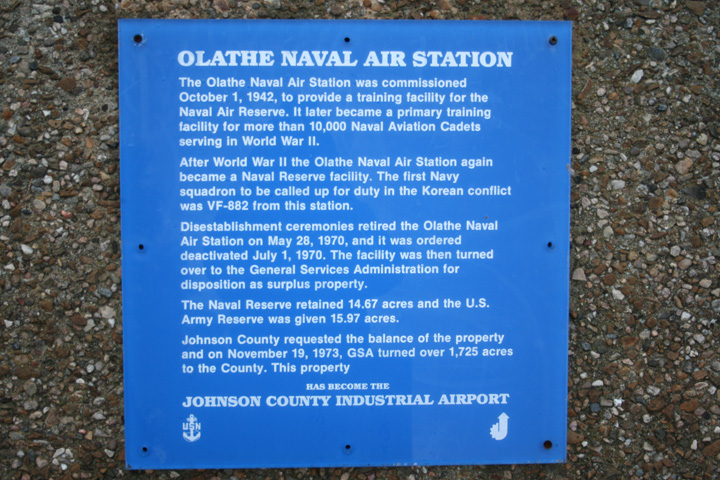 OLATHE NAVAL AIR STATION
The Olathe Naval Air Station was commissioned
October 1, 1942, to provide a training facility for the
Naval Air Reserve. It later became a primary training
facility for more than 10,000 Naval Aviation Cadets
serving in World War II.
After World War II the Olathe Naval Air Station again
became a Naval Reserve facility. The first Navy
squadron to be called up for duty in the Korean conflict
was VF-882 from this station.
Disestablishment ceremonies retired the Olathe Naval
Air Station on May 28, 1970, and it was ordered
deactivated July 1, 1970. The facility was then turned
over to the General Services Administration for
disposition as surplus property.
The Naval Reserve retained 14.67 acres and the U.S.
Army Reserve was given 15.97 acres.
Johnson County requested the balance of the property
and on November 19, 1973, GSA turned over 1,725 acres
to the County. This property
HAS BECOME THE
JOHNSON COUNTY INDUSTRIAL AIRPORT
USN